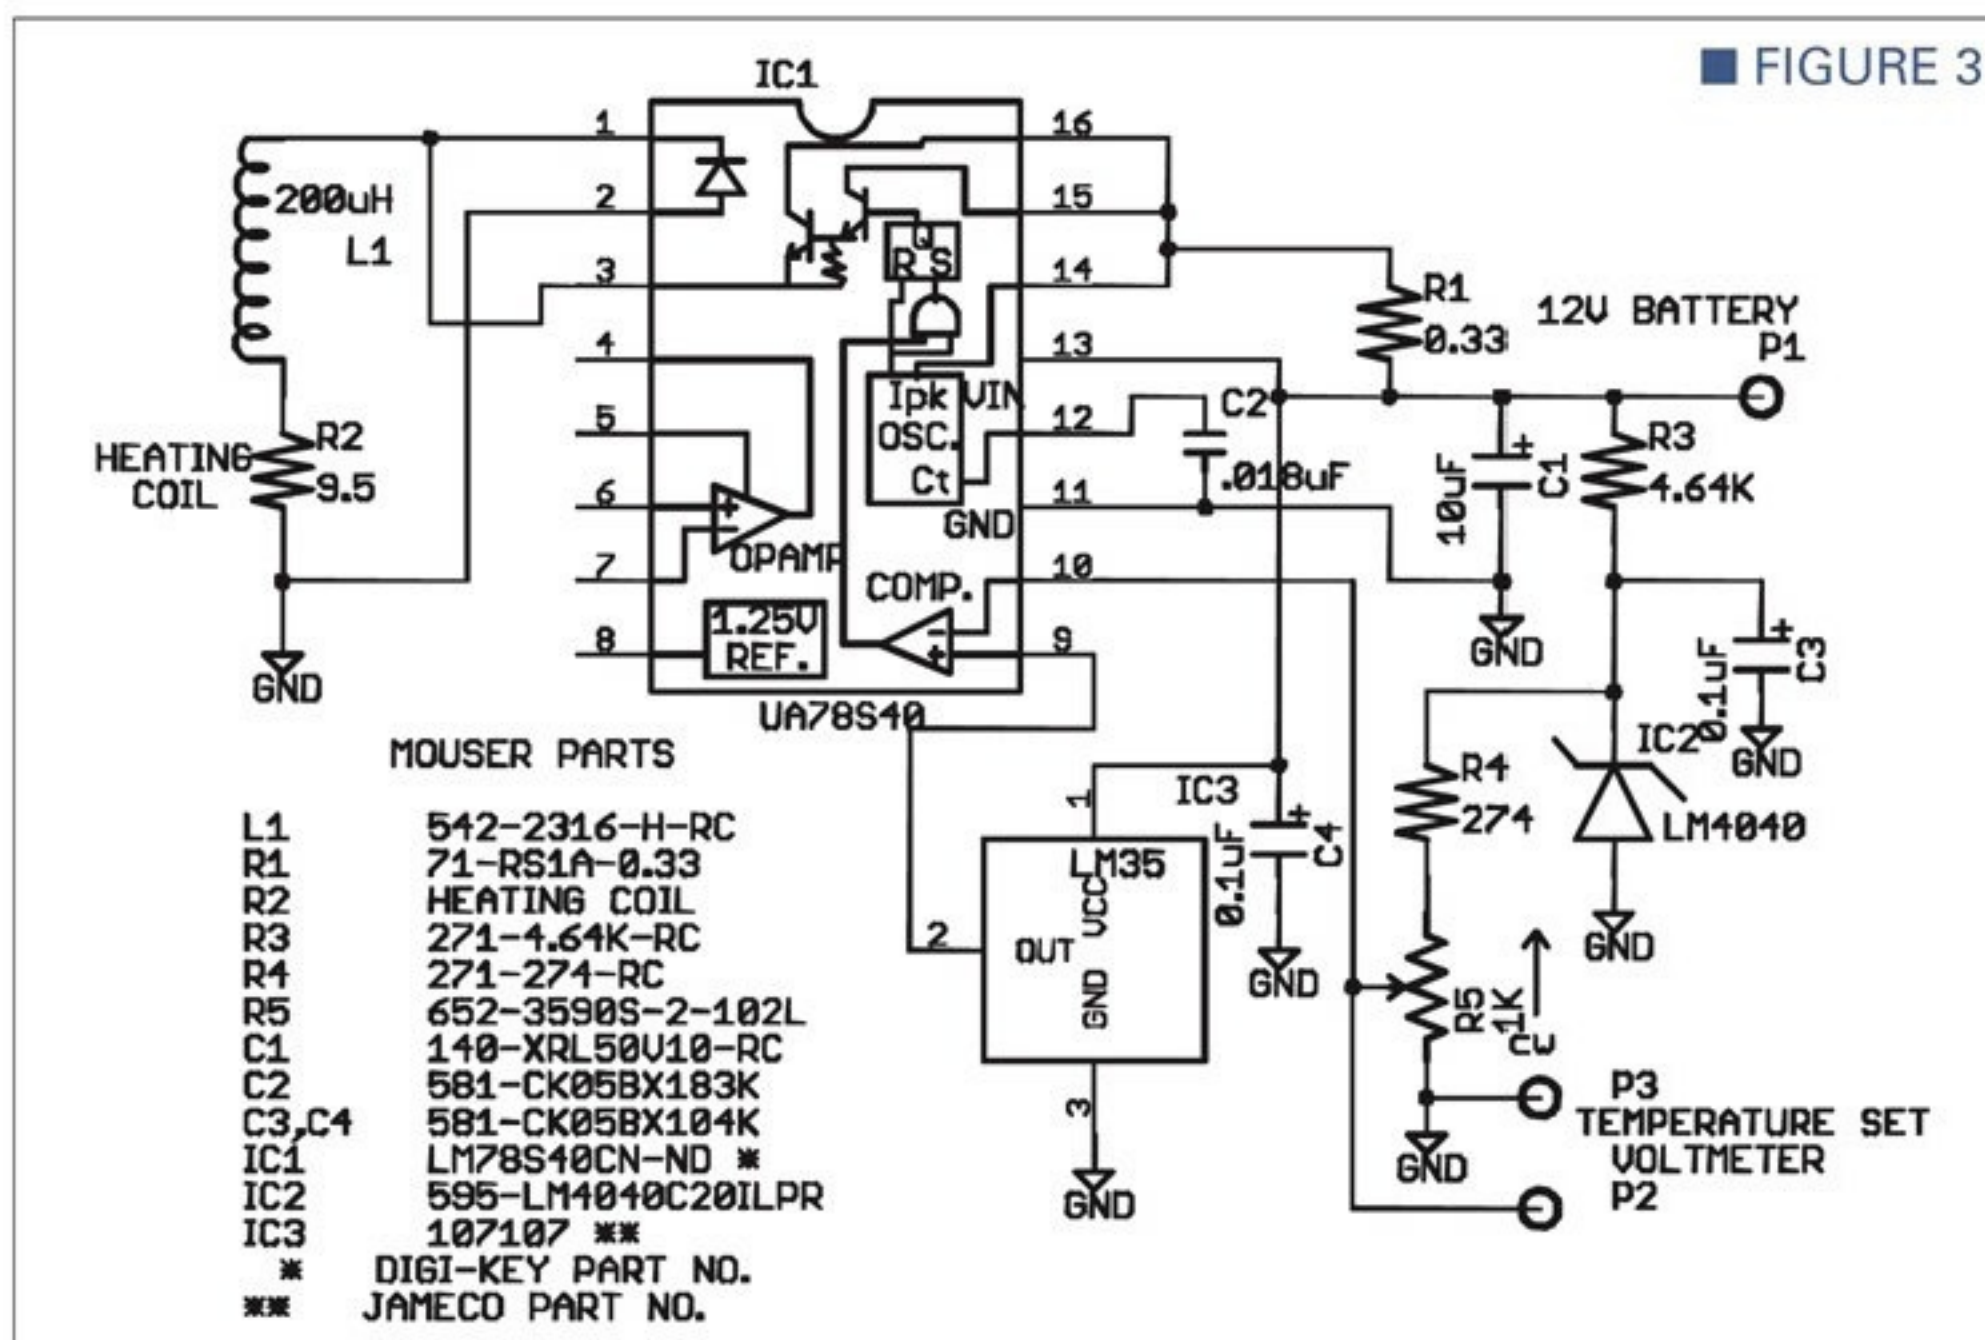 FIGURE 3
IC1
1
2
3
4
5
6
7
8
16
15
14
13
12
11
10
9
200uH
L1
HEATING
COIL
R2
9.5
GND
Q
R S
Ipk VIN
OSC.
Ct
GND
OPAMP
COMP.
1.25V
REF.
UA78S40
R1
0.33
12V BATTERY
P1
C2
.018uF
10uF
C1
GND
R3
4.64K
0.1uF
C3
GND
IC2
LM4040
GND
R4
274
R5
1K
CW
GND
IC3
1
LM35
VCC
OUT
GND
2
3
GND
0.1uF
C4
GND
P3
TEMPERATURE SET
VOLTMETER
P2
MOUSER PARTS
L1 542-2316-H-RC
R1 71-RS1A-0.33
R2 HEATING COIL
R3 271-4.64K-RC
R4 271-274-RC
R5 652-3590S-2-102L
C1 140-XRL50V10-RC
C2 581-CK05BX183K
C3,C4 581-CK05BX104K
IC1 LM78S40CN-ND *
IC2 595-LM4040C20ILPR
IC3 107107 **
* DIGI-KEY PART NO.
** JAMECO PART NO.